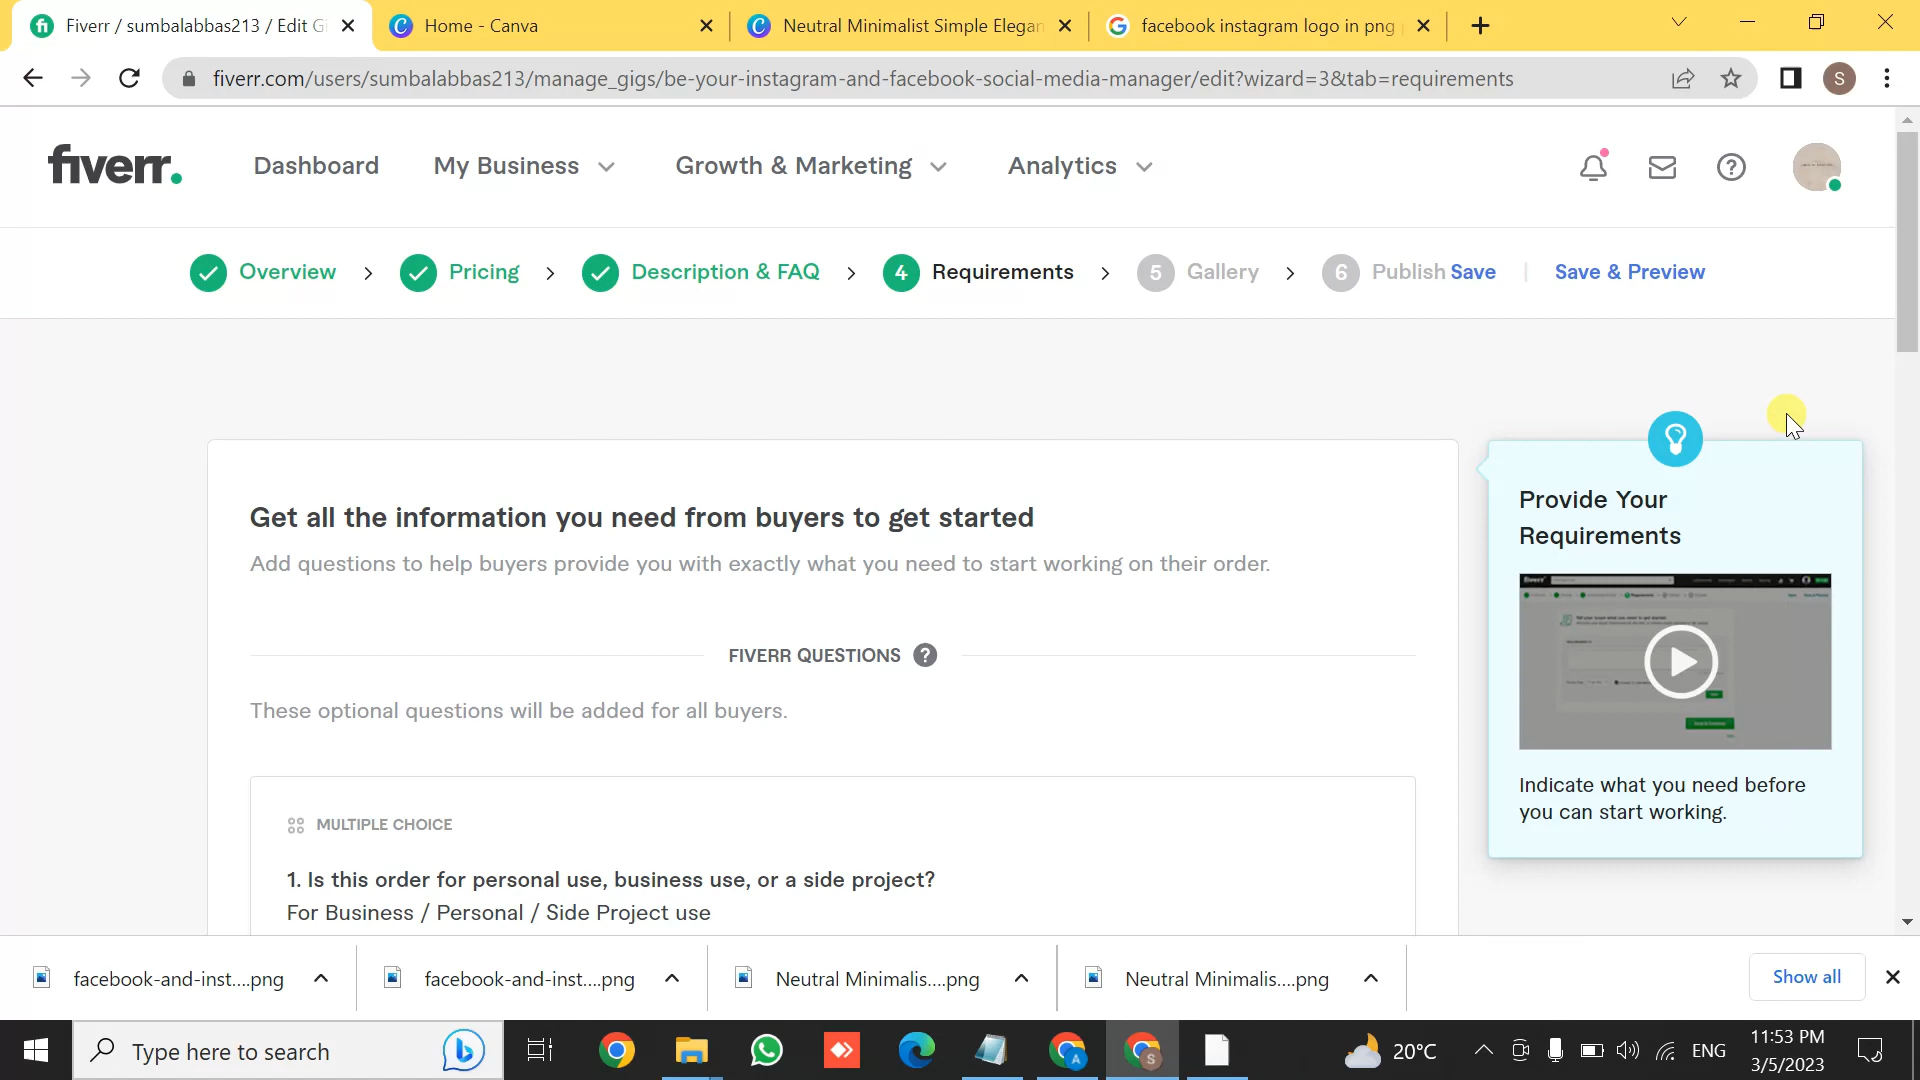 Fiverr / sumbalabbas213 / Edit Gi
Home - Canva
Neutral Minimalist Simple Elegan
facebook instagram logo in png
fiverr.com/users/sumbalabbas213/manage_gigs/be-your-instagram-and-facebook-social-media-manager/edit?wizard=3&tab=requirements
S
fiverr.
Dashboard
My Business
Growth & Marketing
Analytics
Overview
Pricing
Description & FAQ
4 Requirements
5 Gallery
6 Publish
Save
Save & Preview
Get all the information you need from buyers to get started
Add questions to help buyers provide you with exactly what you need to start working on their order.
FIVERR QUESTIONS ?
These optional questions will be added for all buyers.
MULTIPLE CHOICE
1. Is this order for personal use, business use, or a side project?
For Business / Personal / Side Project use
Provide Your
Requirements
Indicate what you need before
you can start working.
facebook-and-inst....png
facebook-and-inst....png
Neutral Minimalis....png
Neutral Minimalis....png
Show all
Type here to search
20°C
ENG
11:53 PM
3/5/2023